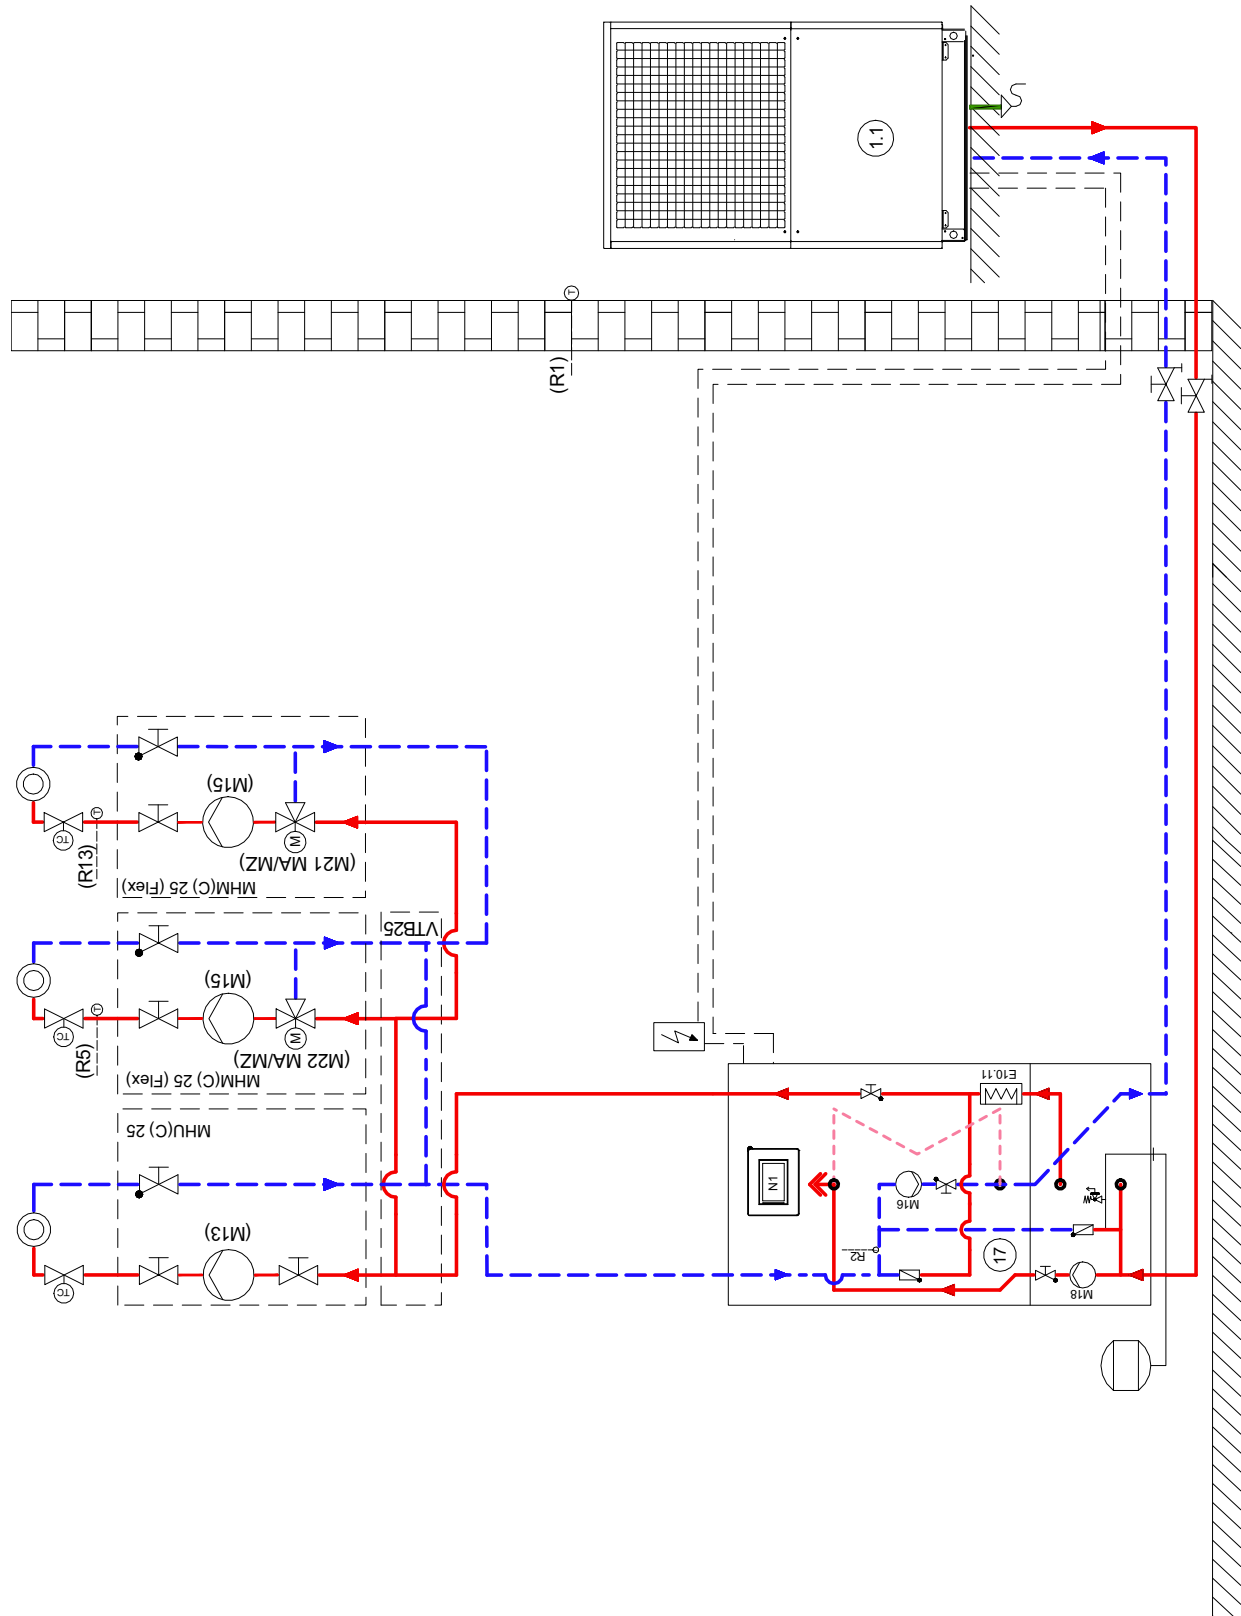 1.1
T
(R1)
(M15)
TC
T
(R13)
M
(M21 MA/MZ)
MHM(C) 25 (Flex)
VTB25
(M15)
TC
T
(R5)
M
(M22 MA/MZ)
MHM(C) 25 (Flex)
MHU(C) 25
(M13)
TC
E10.11
N1
M16
R2
17
M18